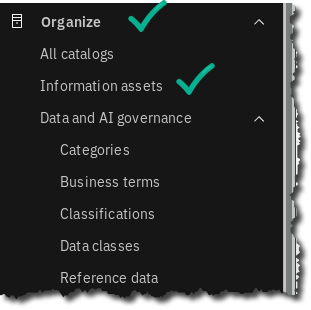 Organize
All catalogs
Information assets
Data and AI governance
Categories
Business terms
Classifications
Data classes
Reference data